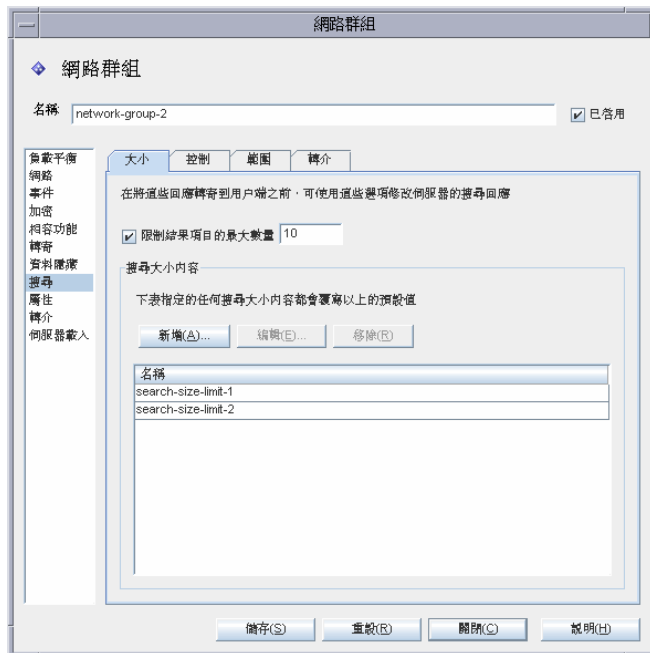 網路群組
網路群組
名稱 network-group-2 已啓用
負載平衡
網路
事件
加密
相容功能
轉寄
資料隱藏
搜尋
屬性
轉介
伺服器載入
大小 控制 範圍 轉介
在將這些回應轉寄到用戶端之前，可使用這些選項修改伺服器的搜尋回應
限制結果項目的最大數量 10
搜尋大小內容
下表指定的任何搜尋大小內容都會覆寫以上的預設值
新增(A)... 編輯(E)... 移除(R)
名稱
search-size-limit-1
search-size-limit-2
儲存(S) 重設(R) 關閉(C) 說明(H)